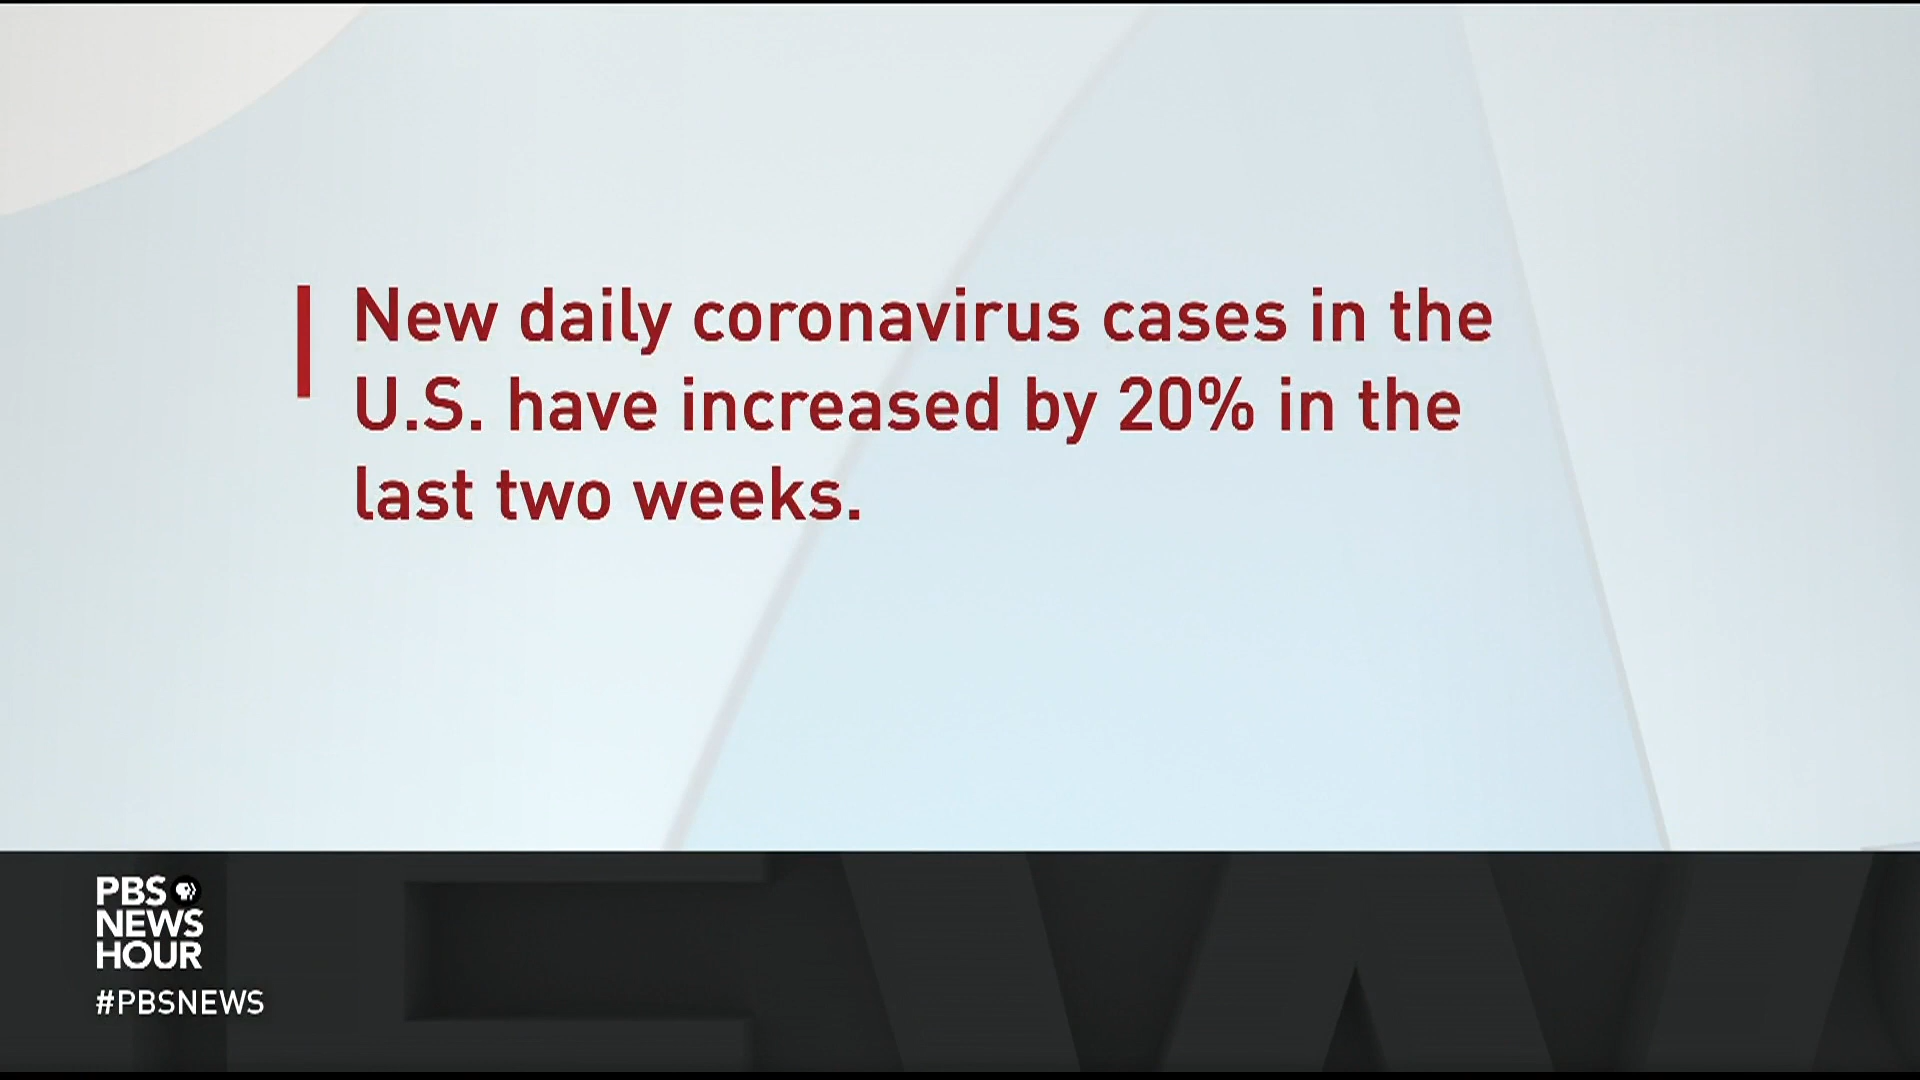 New daily coronavirus cases in the
U.S. have increased by 20% in the
last two weeks.
PBS
NEWS
HOUR
#PBSNEWS